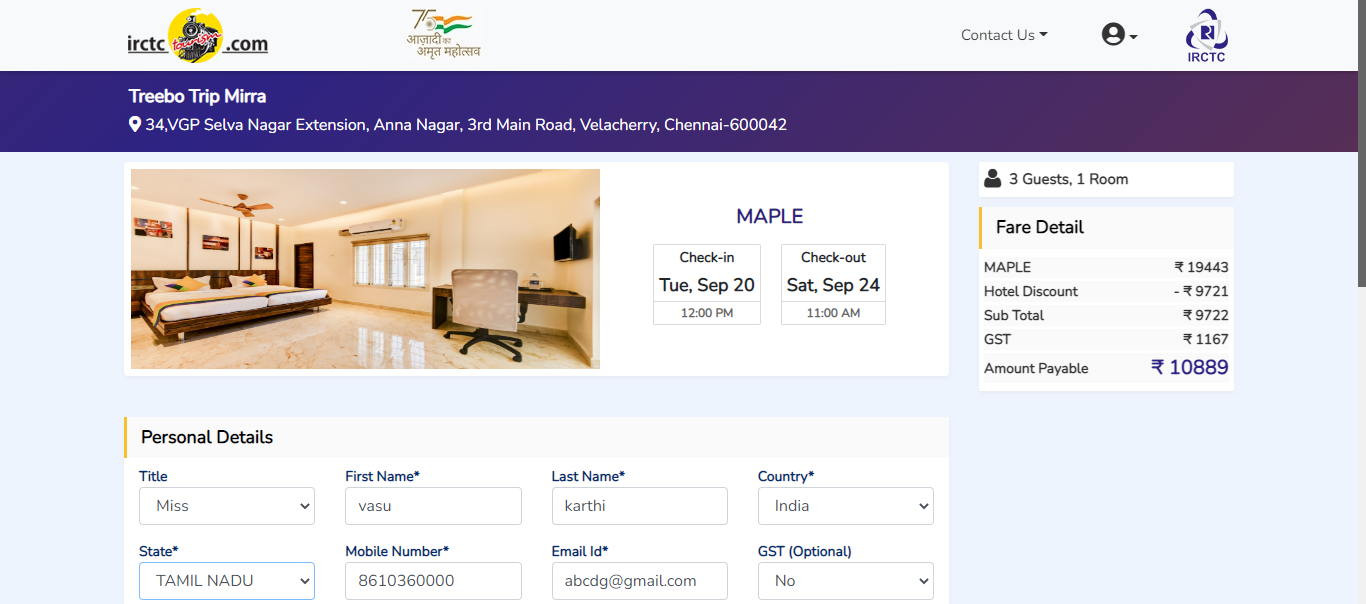 irctc tourism .com
75
आज़ादी का
अमृत महोत्सव
Contact Us
IRCTC
Treebo Trip Mirra
34,VGP Selva Nagar Extension, Anna Nagar, 3rd Main Road, Velacherry, Chennai-600042
MAPLE
Check-in
Tue, Sep 20
12:00 PM
Check-out
Sat, Sep 24
11:00 AM
3 Guests, 1 Room
Fare Detail
MAPLE ₹ 19443
Hotel Discount - ₹ 9721
Sub Total ₹ 9722
GST ₹ 1167
Amount Payable ₹ 10889
Personal Details
Title First Name* Last Name* Country*
Miss vasu karthi India
State* Mobile Number* Email Id* GST (Optional)
TAMIL NADU 8610360000 abcdg@gmail.com No